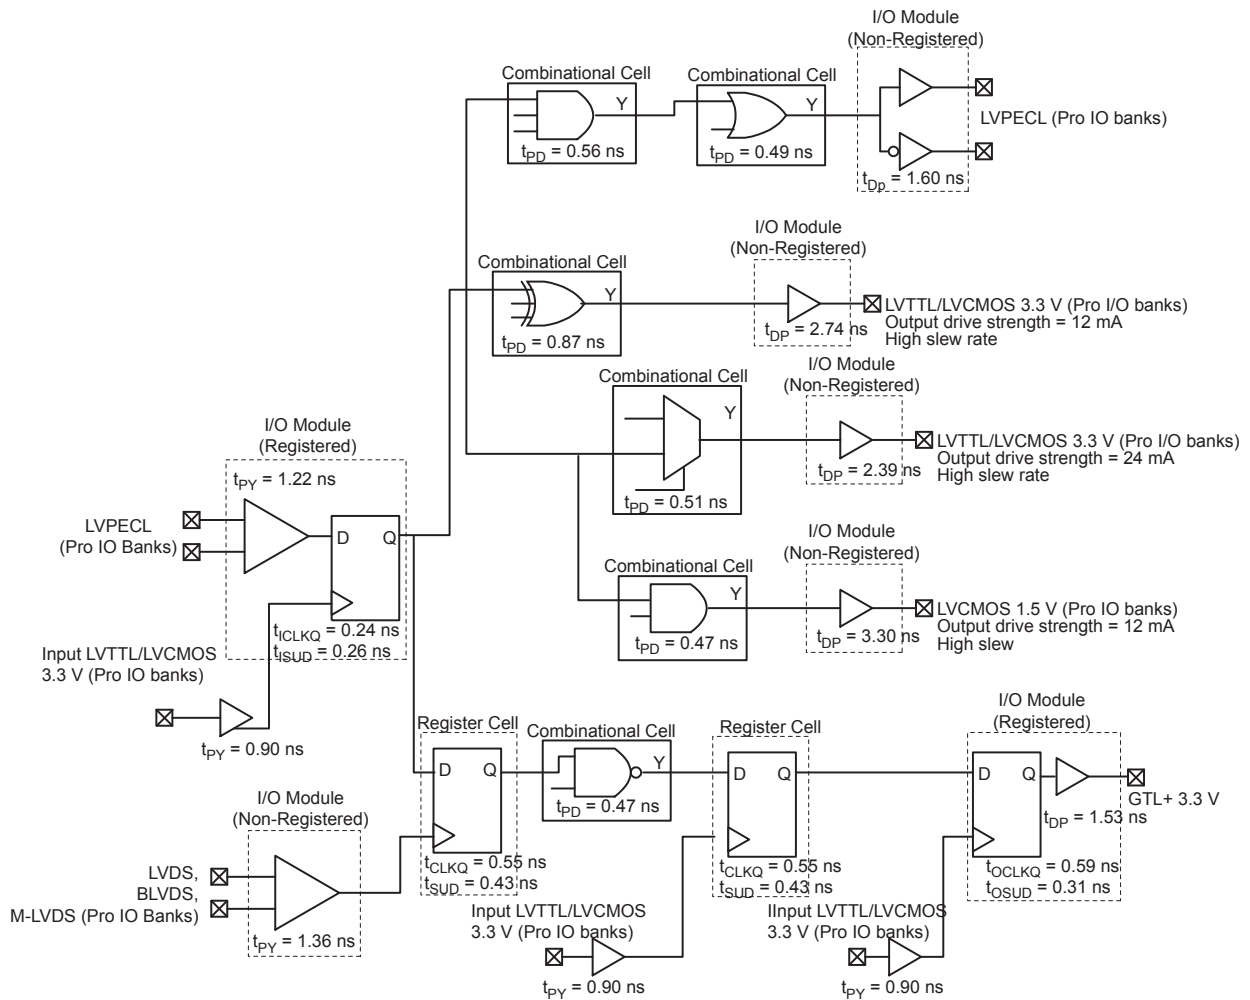 I/O Module
(Non-Registered)
Combinational Cell
Y
tPD = 0.56 ns
Combinational Cell
Y
tPD = 0.49 ns
LVPECL (Pro IO banks)
tDp = 1.60 ns
I/O Module
(Non-Registered)
Combinational Cell
Y
tPD = 0.87 ns
tDP = 2.74 ns
LVTTL/LVCMOS 3.3 V (Pro I/O banks)
Output drive strength = 12 mA
High slew rate
I/O Module
(Non-Registered)
Combinational Cell
Y
tPD = 0.51 ns
tDP = 2.39 ns
LVTTL/LVCMOS 3.3 V (Pro I/O banks)
Output drive strength = 24 mA
High slew rate
I/O Module
(Registered)
tPY = 1.22 ns
LVPECL
(Pro IO Banks)
D
Q
tICLKQ = 0.24 ns
tISUD = 0.26 ns
Input LVTTL/LVCMOS
3.3 V (Pro IO banks)
tPY = 0.90 ns
I/O Module
(Non-Registered)
Combinational Cell
Y
tPD = 0.47 ns
tDP = 3.30 ns
LVCMOS 1.5 V (Pro IO banks)
Output drive strength = 12 mA
High slew
Register Cell
D
Q
tCLKQ = 0.55 ns
tSUD = 0.43 ns
Combinational Cell
Y
tPD = 0.47 ns
Register Cell
D
Q
tCLKQ = 0.55 ns
tSUD = 0.43 ns
I/O Module
(Registered)
D
Q
tDP = 1.53 ns
GTL+ 3.3 V
tOCLKQ = 0.59 ns
tOSUD = 0.31 ns
I/O Module
(Non-Registered)
LVDS,
BLVDS,
M-LVDS (Pro IO Banks)
tPY = 1.36 ns
Input LVTTL/LVCMOS
3.3 V (Pro IO banks)
tPY = 0.90 ns
IInput LVTTL/LVCMOS
3.3 V (Pro IO banks)
tPY = 0.90 ns